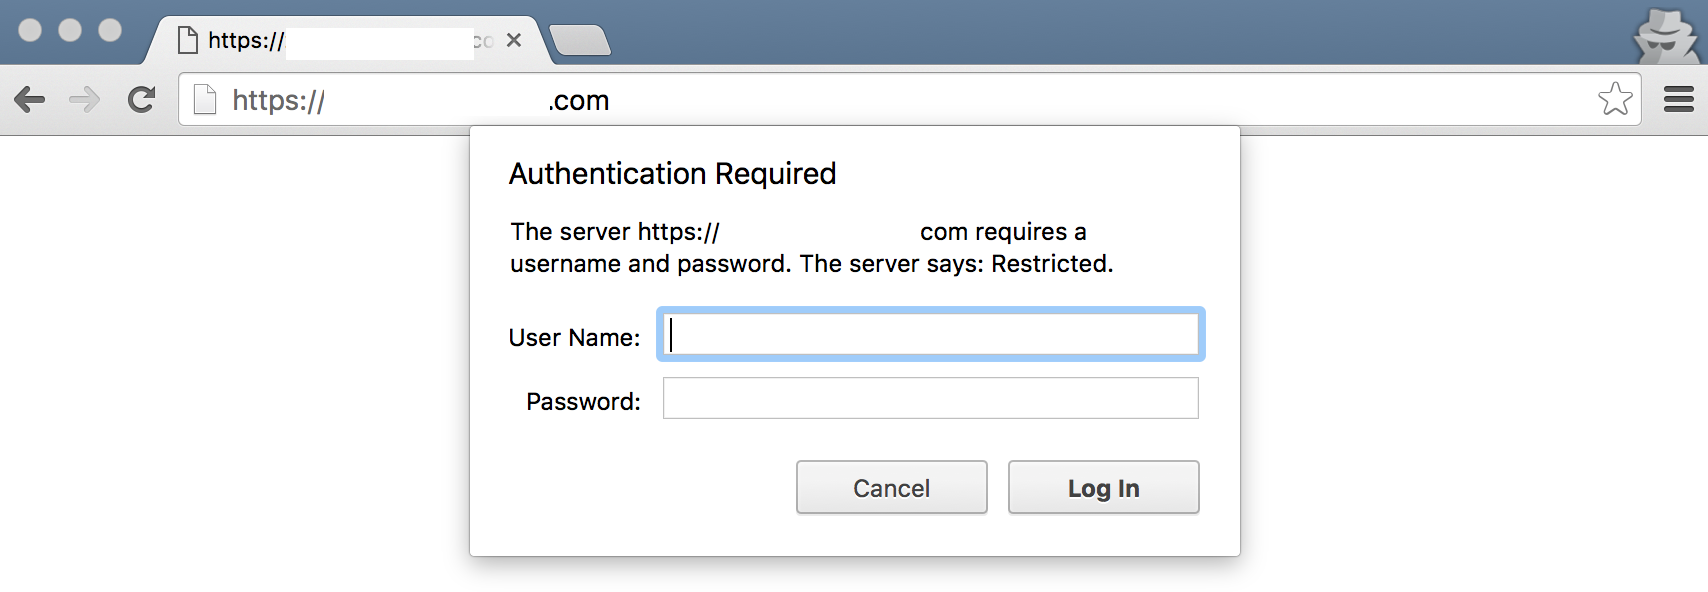 https://
https:// .com
Authentication Required
The server https:// com requires a
username and password. The server says: Restricted.
User Name:
Password:
Cancel Log In